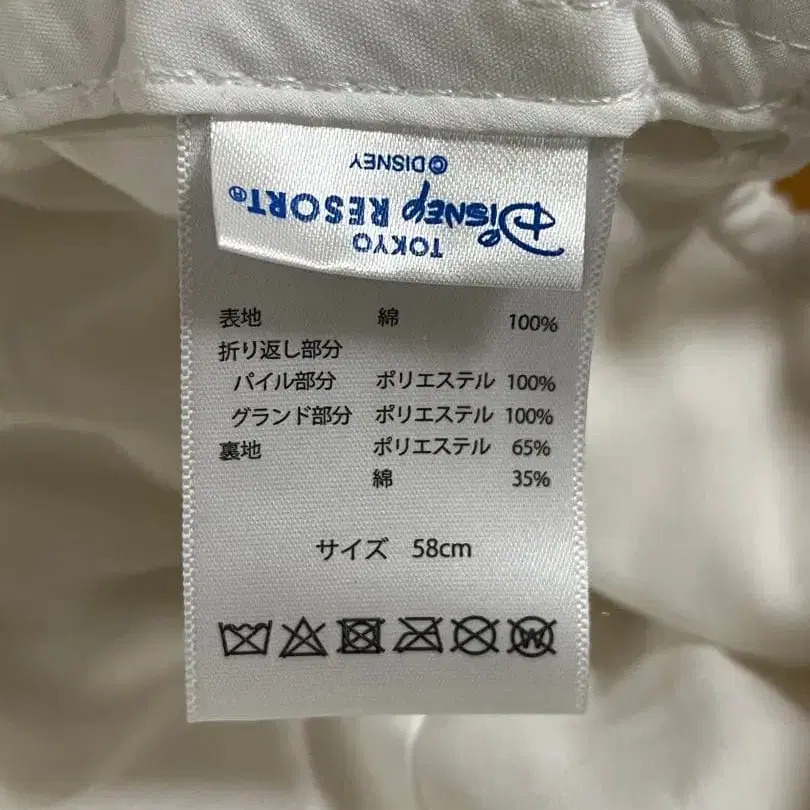 © DISNEY
TOKYO
DISNEY RESORT®
表地 綿 100%
折り返し部分
パイル部分 ポリエステル 100%
グランド部分 ポリエステル 100%
裏地 ポリエステル 65%
綿 35%
サイズ 58cm
W